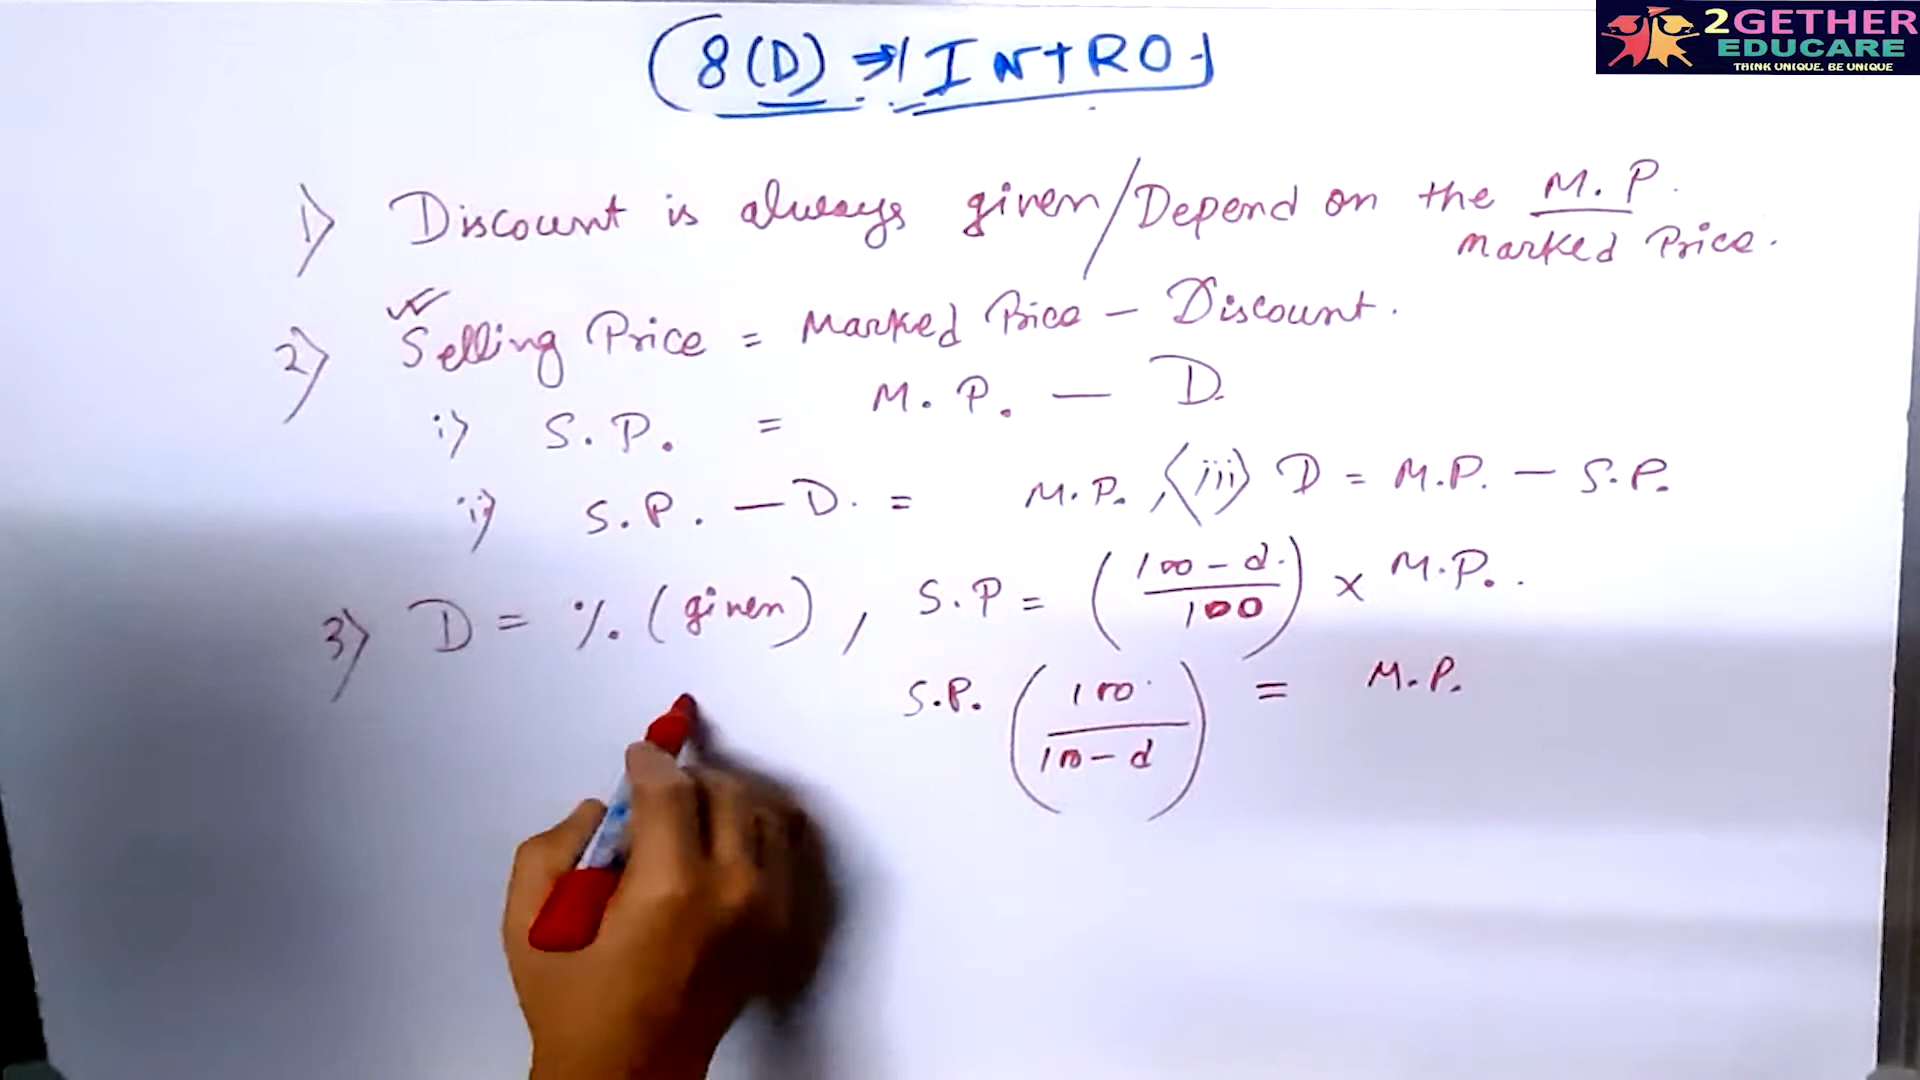 2GETHER
EDUCARE
THINK UNIQUE. BE UNIQUE
8(D) ⇒ INTRO
1) Discount is always given/Depend on the M.P.
Marked Price.
2) Selling Price = Marked Price - Discount.
i) S.P. = M.P. - D.
ii) S.P. - D. = M.P., iii) D = M.P. - S.P.
3) D = %. (given), S.P = (100 - d. / 100) × M.P.
S.P. (100 / 100 - d) = M.P.